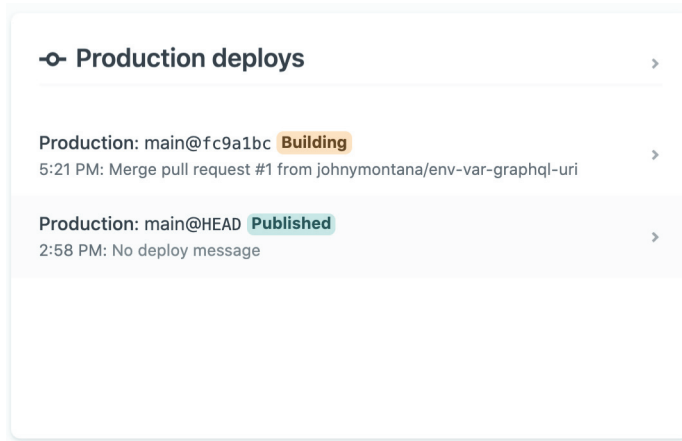 Production deploys
Production: main@fc9a1bc Building
5:21 PM: Merge pull request #1 from johnymontana/env-var-graphql-uri
Production: main@HEAD Published
2:58 PM: No deploy message